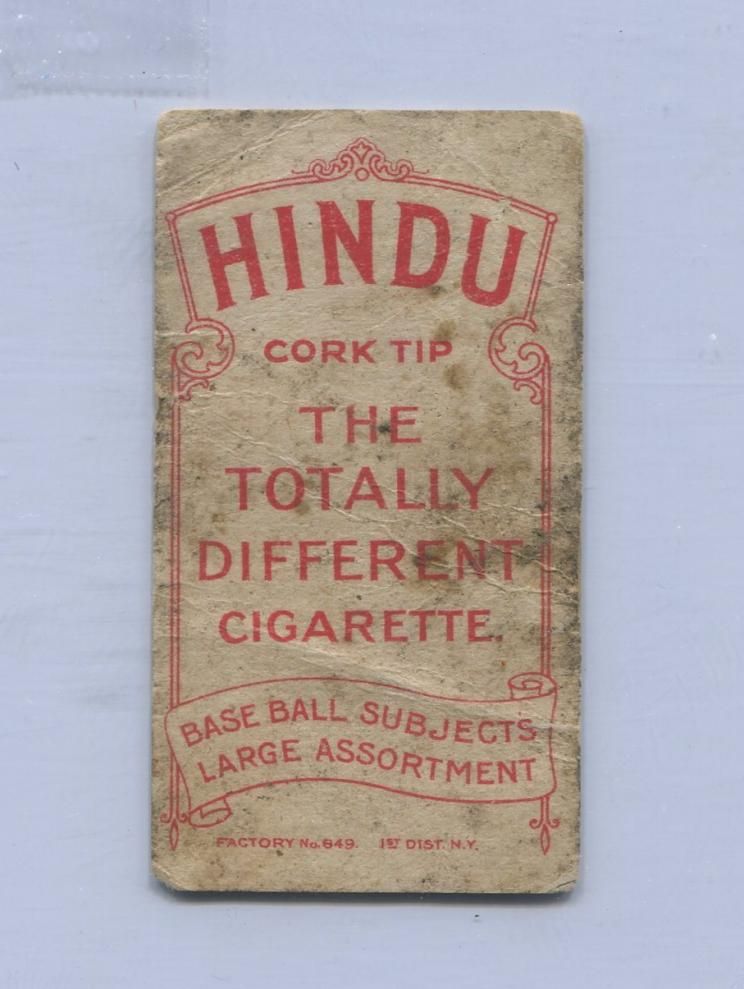 HINDU
CORK TIP
THE
TOTALLY
DIFFERENT
CIGARETTE.
BASE BALL SUBJECTS
LARGE ASSORTMENT
FACTORY No. 649. 1ST DIST. N.Y.